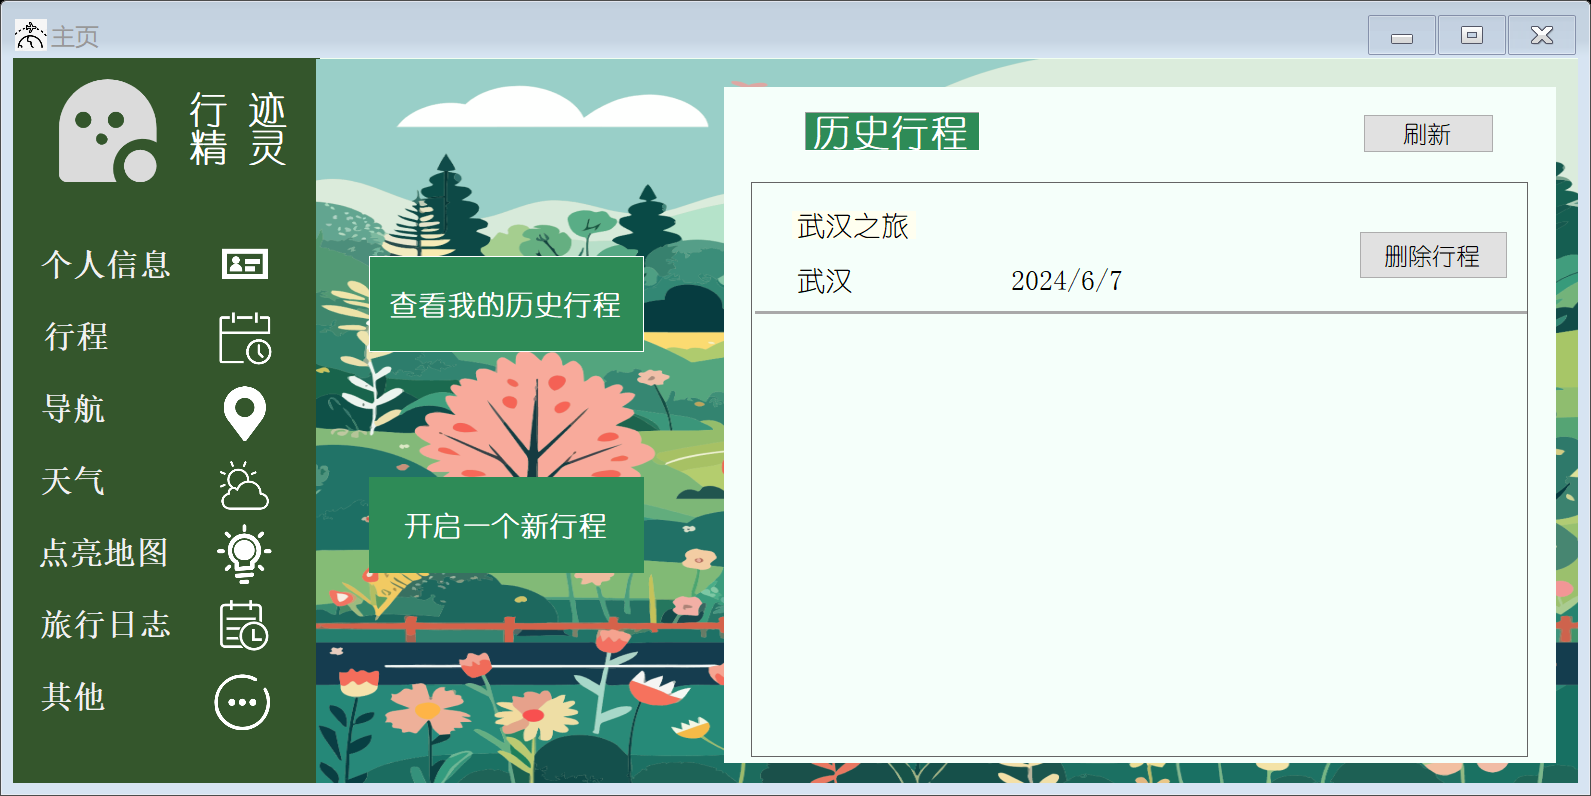 主页
行 迹
精 灵
个人信息
行程
导航
天气
点亮地图
旅行日志
其他
查看我的历史行程
开启一个新行程
历史行程
刷新
武汉之旅
武汉 2024/6/7
删除行程